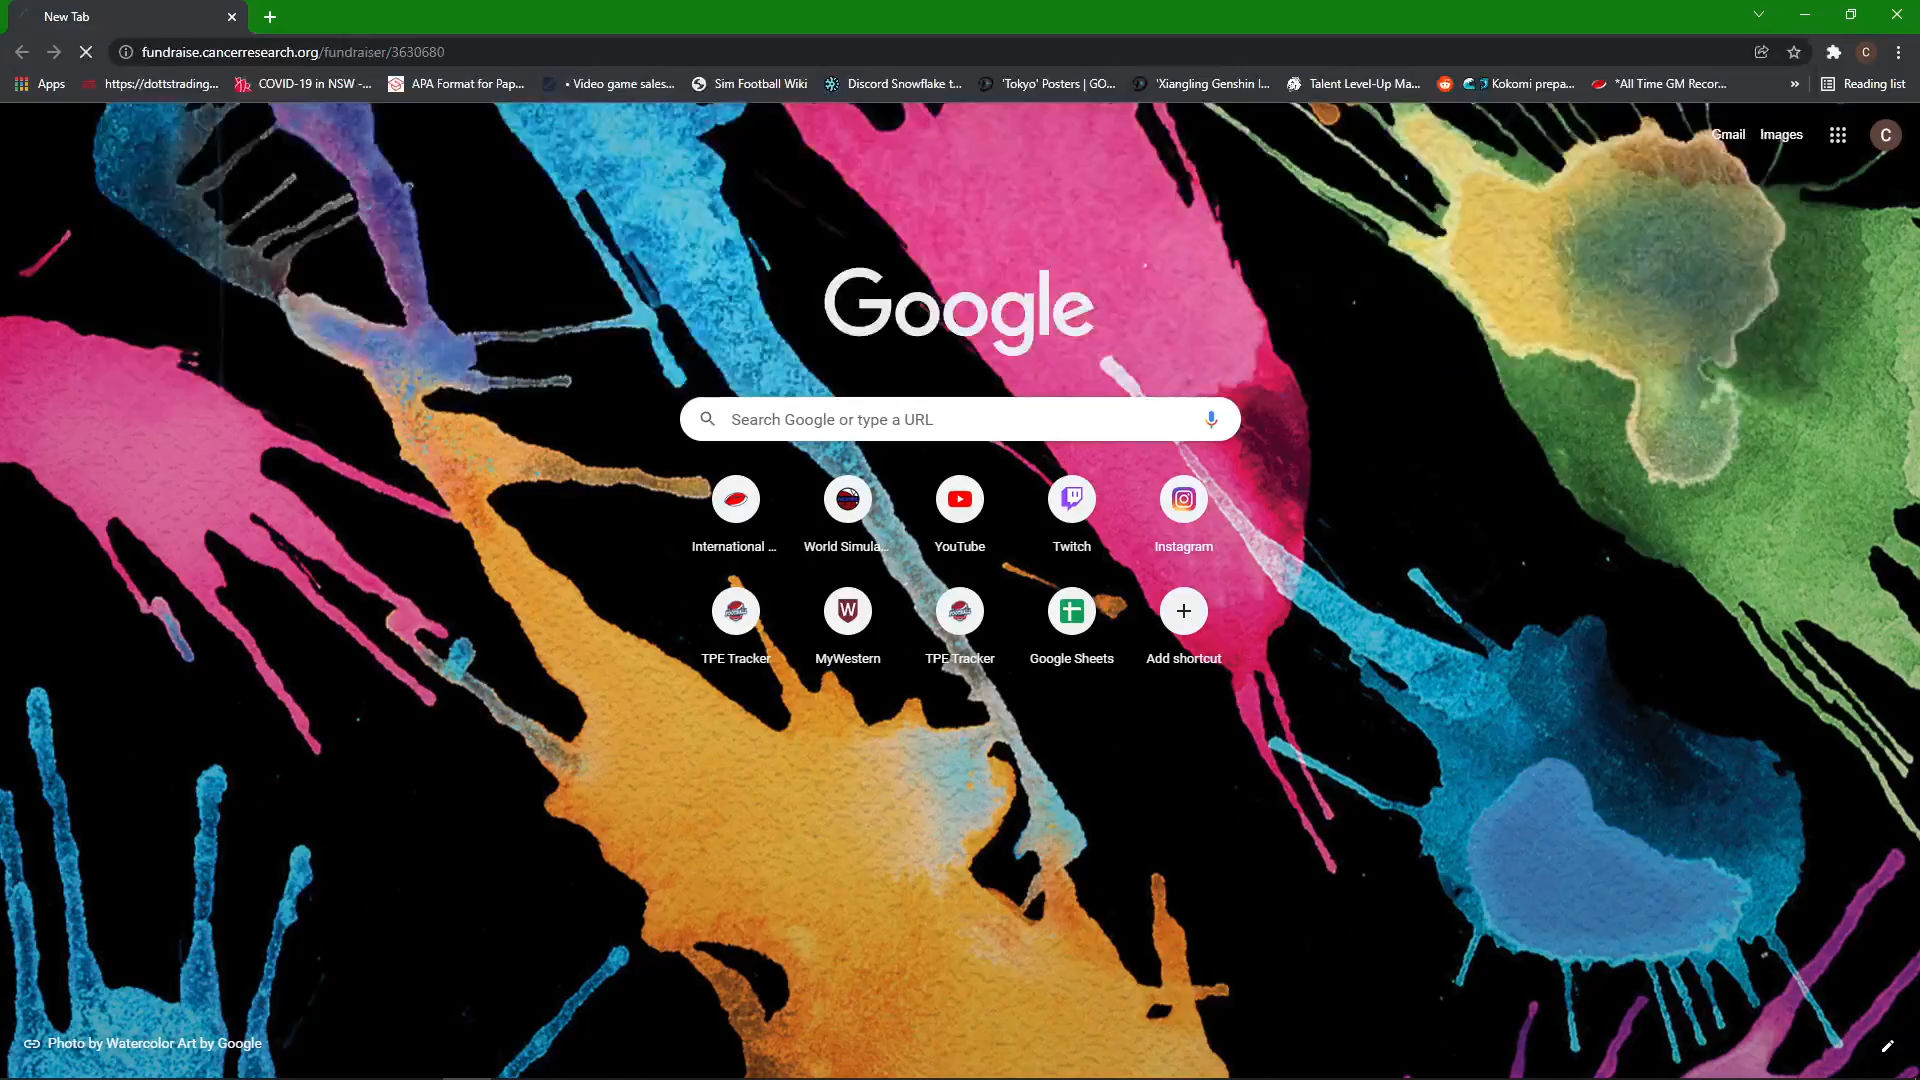 New Tab
fundraise.cancerresearch.org/fundraiser/3630680
C
Apps
https://dottstrading...
COVID-19 in NSW -...
APA Format for Pap...
• Video game sales...
Sim Football Wiki
Discord Snowflake t...
'Tokyo' Posters | GO...
'Xiangling Genshin I...
Talent Level-Up Ma...
Kokomi prepa...
*All Time GM Recor...
»
Reading list
Gmail
Images
C
Google
Search Google or type a URL
International ...
World Simula...
YouTube
Twitch
Instagram
W
TPE Tracker
MyWestern
TPE Tracker
Google Sheets
Add shortcut
Photo by Watercolor Art by Google